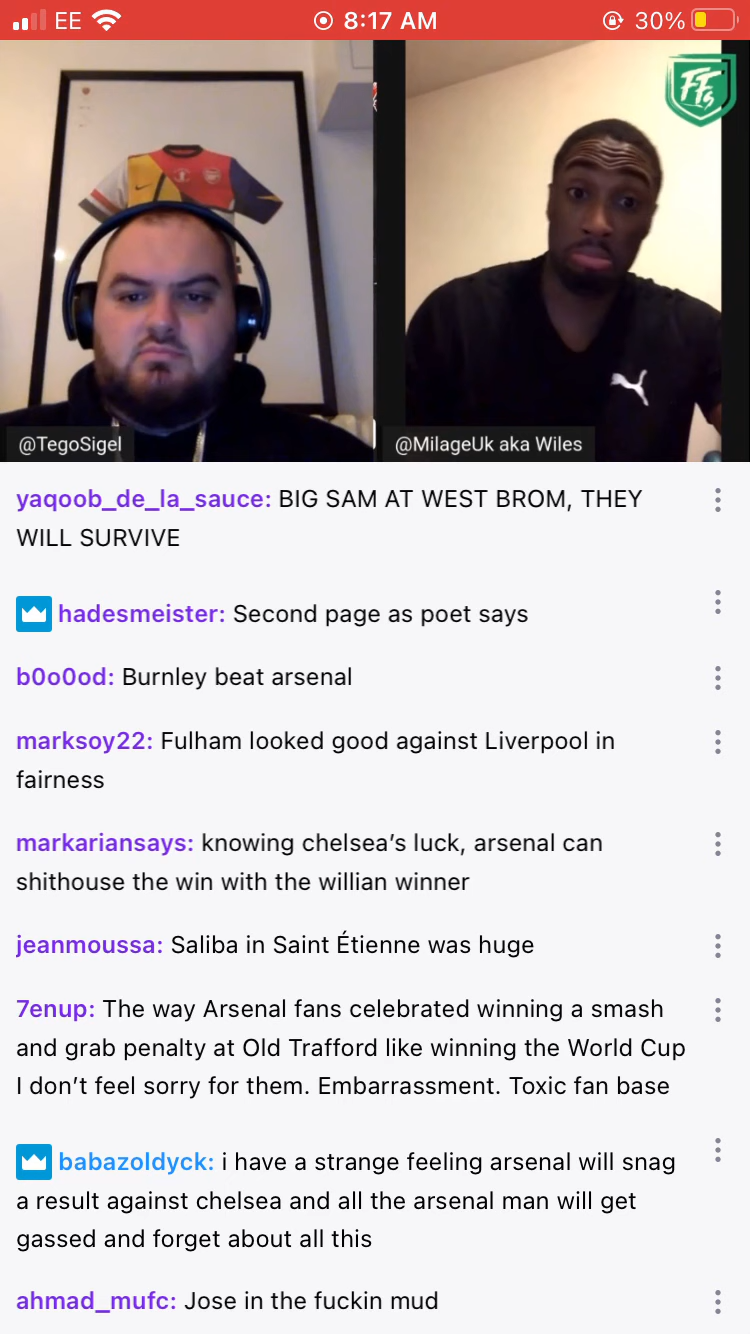 EE 8:17 AM 30%
FFs
@TegoSigel
@MilageUk aka Wiles
yaqoob_de_la_sauce: BIG SAM AT WEST BROM, THEY
WILL SURVIVE
hadesmeister: Second page as poet says
b0o0od: Burnley beat arsenal
marksoy22: Fulham looked good against Liverpool in
fairness
markariansays: knowing chelsea’s luck, arsenal can
shithouse the win with the willian winner
jeanmoussa: Saliba in Saint Étienne was huge
7enup: The way Arsenal fans celebrated winning a smash
and grab penalty at Old Trafford like winning the World Cup
I don’t feel sorry for them. Embarrassment. Toxic fan base
babazoldyck: i have a strange feeling arsenal will snag
a result against chelsea and all the arsenal man will get
gassed and forget about all this
ahmad_mufc: Jose in the fuckin mud